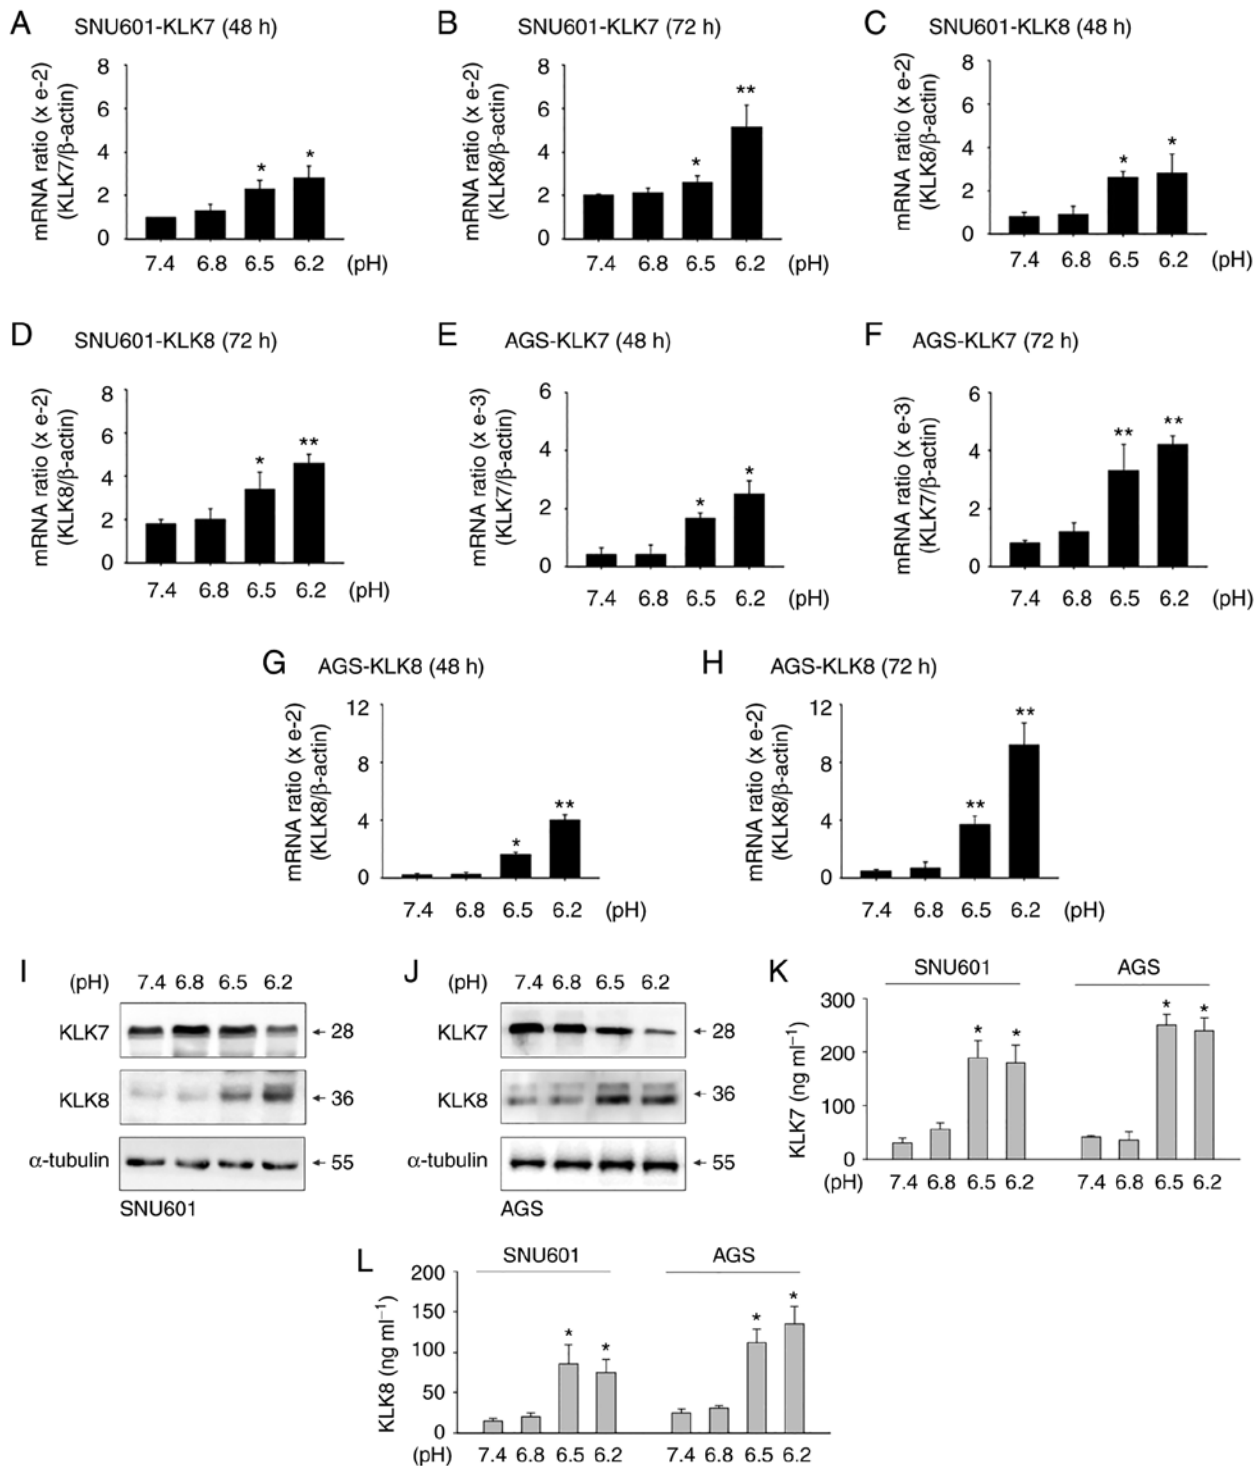 A SNU601-KLK7 (48 h)
mRNA ratio (x e-2)
(KLK7/β-actin)
8
6
4
2
0
* *
7.4 6.8 6.5 6.2 (pH)
B SNU601-KLK7 (72 h)
mRNA ratio (x e-2)
(KLK8/β-actin)
8
6
4
2
0
* **
7.4 6.8 6.5 6.2 (pH)
C SNU601-KLK8 (48 h)
mRNA ratio (x e-2)
(KLK8/β-actin)
8
6
4
2
0
* *
7.4 6.8 6.5 6.2 (pH)
D SNU601-KLK8 (72 h)
mRNA ratio (x e-2)
(KLK8/β-actin)
8
6
4
2
0
* **
7.4 6.8 6.5 6.2 (pH)
E AGS-KLK7 (48 h)
mRNA ratio (x e-3)
(KLK7/β-actin)
6
4
2
0
* *
7.4 6.8 6.5 6.2 (pH)
F AGS-KLK7 (72 h)
mRNA ratio (x e-3)
(KLK7/β-actin)
6
4
2
0
** **
7.4 6.8 6.5 6.2 (pH)
G AGS-KLK8 (48 h)
mRNA ratio (x e-2)
(KLK8/β-actin)
12
8
4
0
* **
7.4 6.8 6.5 6.2 (pH)
H AGS-KLK8 (72 h)
mRNA ratio (x e-2)
(KLK8/β-actin)
12
8
4
0
** **
7.4 6.8 6.5 6.2 (pH)
I (pH) 7.4 6.8 6.5 6.2
KLK7 ← 28
KLK8 ← 36
α-tubulin ← 55
SNU601
J (pH) 7.4 6.8 6.5 6.2
KLK7 ← 28
KLK8 ← 36
α-tubulin ← 55
AGS
K SNU601 AGS
KLK7 (ng ml⁻¹)
300
200
100
0
* * * *
(pH) 7.4 6.8 6.5 6.2 7.4 6.8 6.5 6.2
L SNU601 AGS
KLK8 (ng ml⁻¹)
200
150
100
50
0
* * * *
(pH) 7.4 6.8 6.5 6.2 7.4 6.8 6.5 6.2